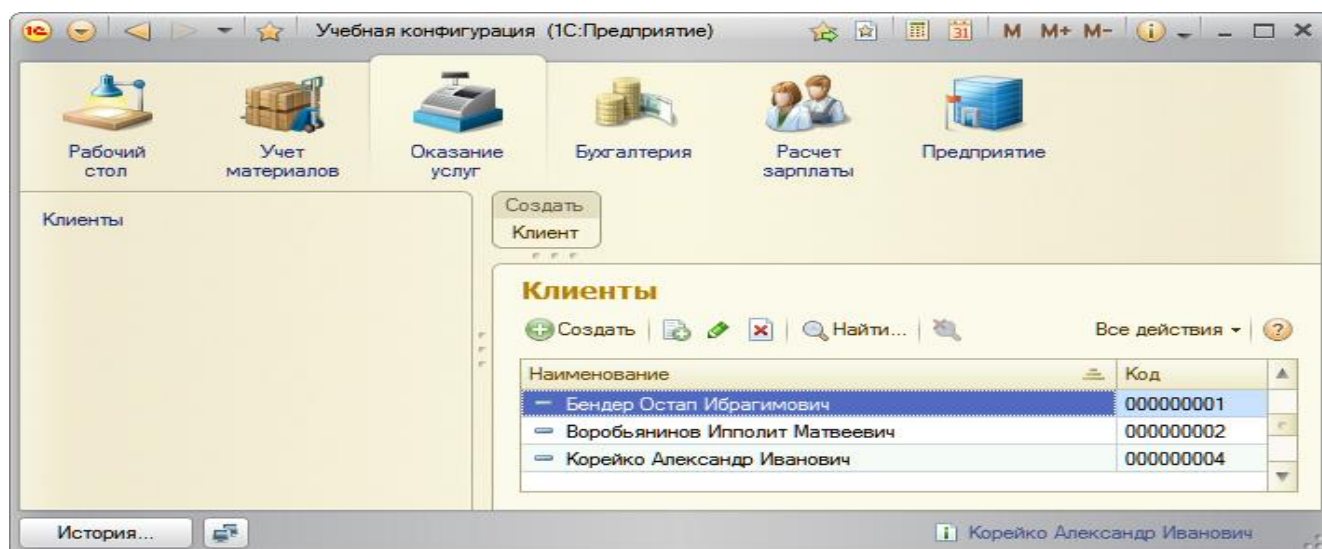 1С Учебная конфигурация (1С:Предприятие) 31 M M+ M-
Рабочий стол
Учет материалов
Оказание услуг
Бухгалтерия
Расчет зарплаты
Предприятие
Клиенты
Создать
Клиент
Клиенты
Создать Найти... Все действия ?
Наименование Код
Бендер Остап Ибрагимович 000000001
Воробьянинов Ипполит Матвеевич 000000002
Корейко Александр Иванович 000000004
История... Корейко Александр Иванович